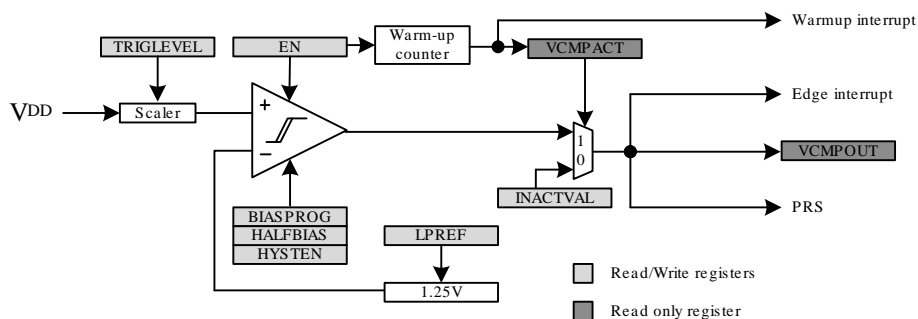 Warmup interrupt
TRIGLEVEL
EN
Warm-up
counter
VCMPACT
VDD
Scaler
+
−
1
0
Edge interrupt
VCMPOUT
INACTVAL
PRS
BIASPROG
HALFBIAS
HYSTEN
LPREF
1.25V
Read/Write registers
Read only register